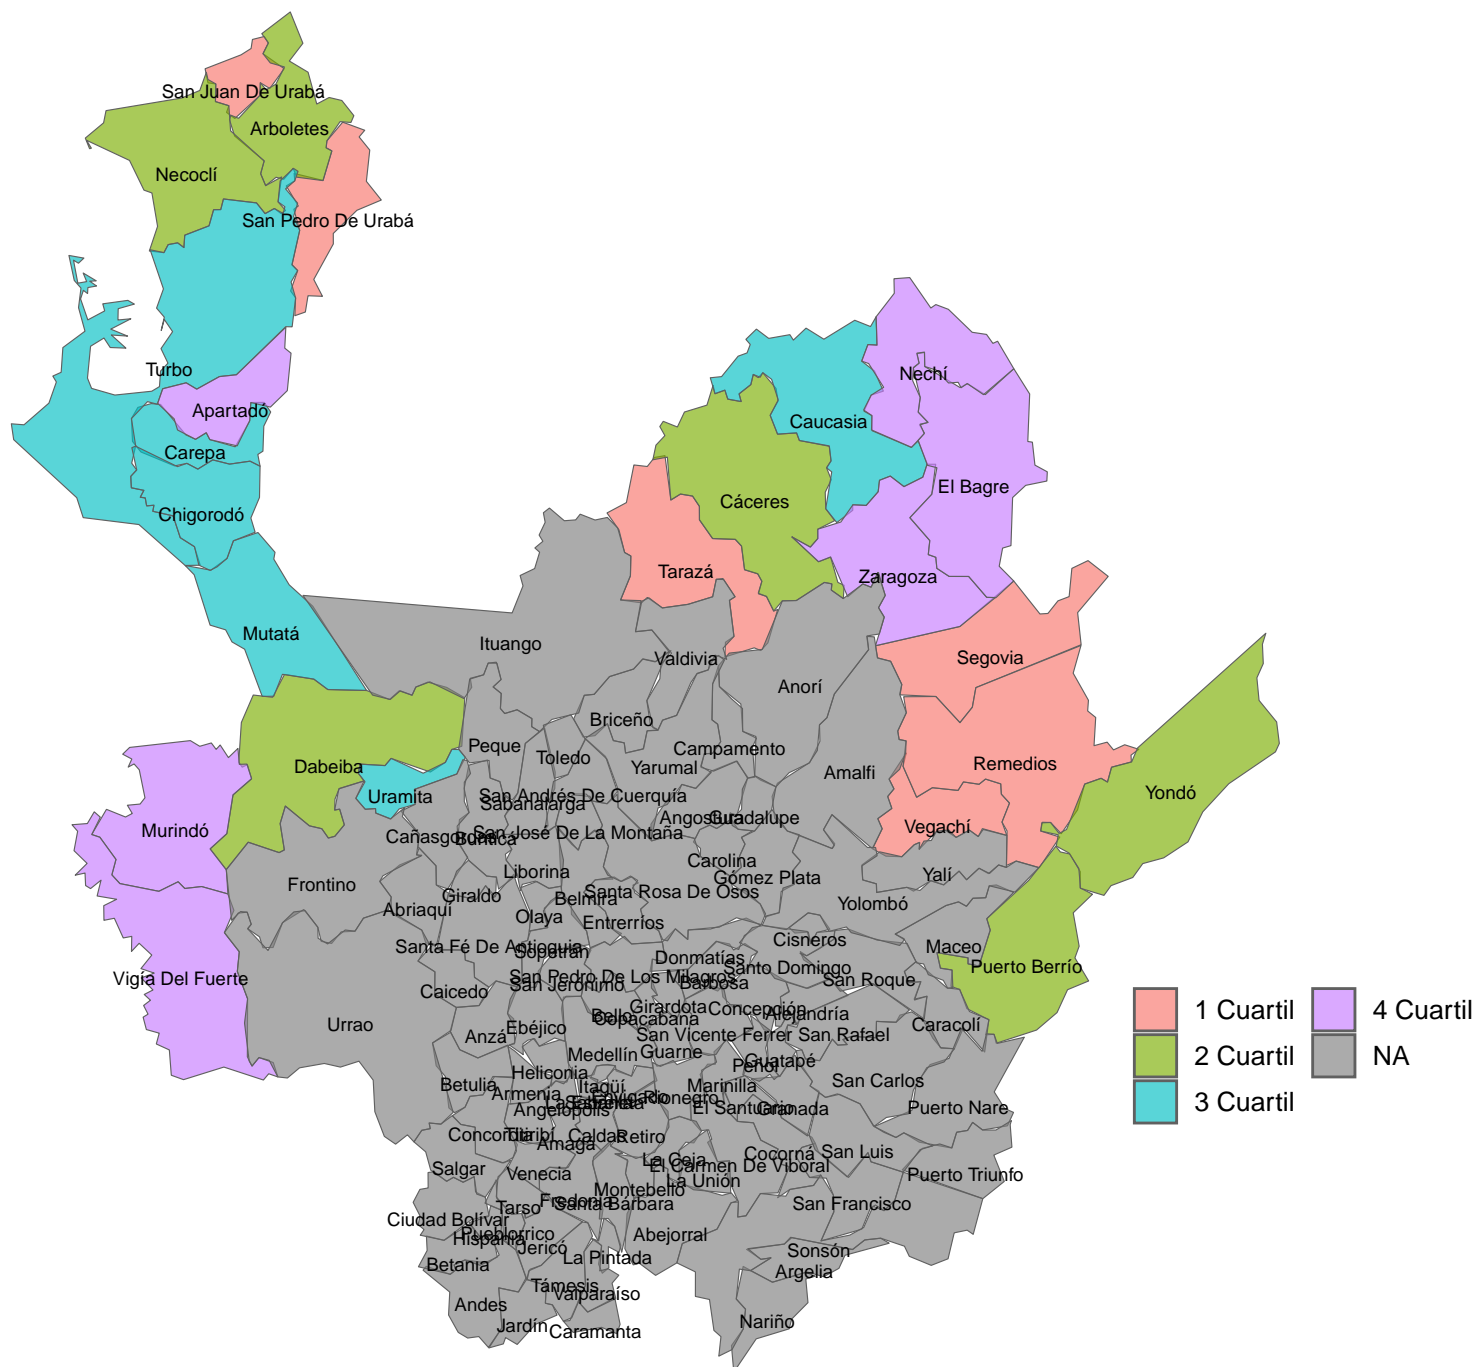 San Juan De Urabá
Arboletes
Necoclí
San Pedro De Urabá
Turbo
Apartadó
Carepa
Chigorodó
Mutatá
Nechí
Caucasia
El Bagre
Cáceres
Tarazá
Zaragoza
Ituango
Valdivia
Segovia
Anorí
Briceño
Peque
Toledo
Campamento
Yarumal
Dabeiba
Amalfi
Remedios
Yondó
Uramita
San Andrés De Cuerquía
Sabanalarga
Murindó
Cañasgordas
Buriticá
San José De La Montaña
Angostura
Guadalupe
Vegachí
Carolina
Liborina
Gómez Plata
Yalí
Frontino
Giraldo
Belmira
Santa Rosa De Osos
Yolombó
Abriaquí
Olaya
Entrerríos
Cisneros
Santa Fé De Antioquia
Sopetrán
Maceo
Donmatías
Santo Domingo
Puerto Berrío
Vigía Del Fuerte
San Pedro De Los Milagros
San Jerónimo
Barbosa
San Roque
Caicedo
Girardota
Concepción
Alejandría
Bello
Copacabana
Urrao
Ebéjico
Anzá
San Vicente Ferrer
San Rafael
Caracolí
Medellín
Guarne
Guatapé
Peñol
Heliconia
Betulia
Armenia
Itagüí
Marinilla
San Carlos
La Estrella
Sabaneta
Envigado
Rionegro
Angelópolis
El Santuario
Granada
Puerto Nare
Concordia
Titiribí
Caldas
Retiro
Amagá
Cocorná
San Luis
La Ceja
El Carmen De Viboral
Salgar
Venecia
La Unión
Puerto Triunfo
Montebello
Fredonia
Santa Bárbara
San Francisco
Tarso
Ciudad Bolívar
Pueblorrico
Hispania
Abejorral
Jericó
La Pintada
Sonsón
Betania
Argelia
Támesis
Valparaíso
Andes
Jardín
Caramanta
Nariño
1 Cuartil
2 Cuartil
3 Cuartil
4 Cuartil
NA